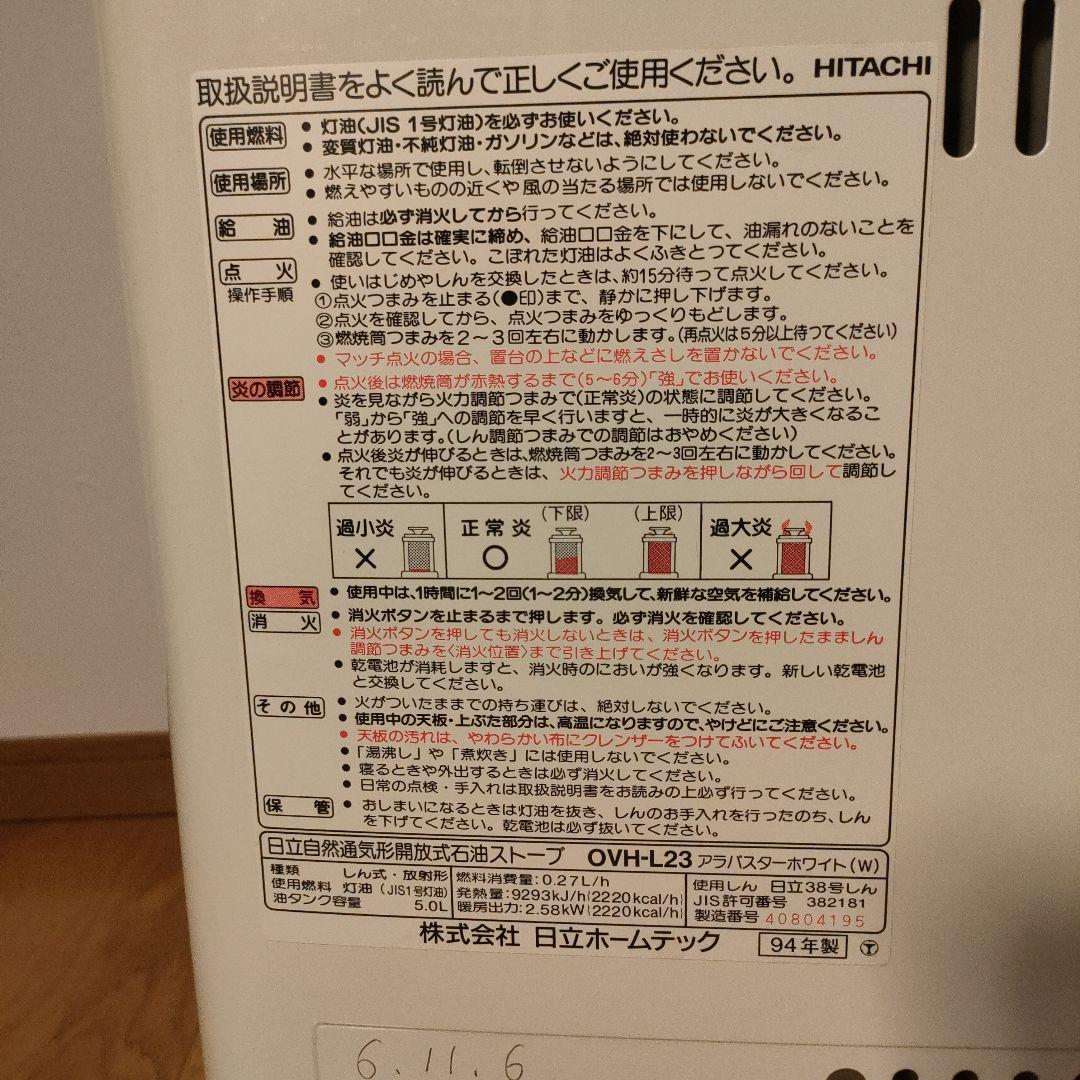 取扱説明書をよく読んで正しくご使用ください。 HITACHI
使用燃料 ●灯油(JIS 1号灯油)を必ずお使いください。
●変質灯油・不純灯油・ガソリンなどは、絶対使わないでください。
使用場所 ●水平な場所で使用し、転倒させないようにしてください。
●燃えやすいものの近くや風の当たる場所では使用しないでください。
給油 ●給油は必ず消火してから行ってください。
●給油口口金は確実に締め、給油口口金を下にして、油漏れのないことを
確認してください。こぼれた灯油はよくふきとってください。
点火 ●使いはじめやしんを交換したときは、約15分待って点火してください。
操作手順 ①点火つまみを止まる(●印)まで、静かに押し下げます。
②点火を確認してから、点火つまみをゆっくりもどします。
③燃焼筒つまみを2～3回左右に動かします。(再点火は5分以上待ってください)
●マッチ点火の場合、置台の上などに燃えさしを置かないでください。
炎の調節 ●点火後は燃焼筒が赤熱するまで(5～6分)「強」でお使いください。
●炎を見ながら火力調節つまみで(正常炎)の状態に調節してください。
「弱」から「強」への調節を早く行いますと、一時的に炎が大きくなるこ
とがあります。(しん調節つまみでの調節はおやめください)
●点火後炎が伸びるときは、燃焼筒つまみを2～3回左右に動かしてください。
それでも炎が伸びるときは、火力調節つまみを押しながら回して調節し
てください。
過小炎 × 正常炎 ○ (下限) (上限) 過大炎 ×
換気 ●使用中は、1時間に1～2回(1～2分)換気して、新鮮な空気を補給してください。
消火 ●消火ボタンを止まるまで押します。必ず消火を確認してください。
●消火ボタンを押しても消火しないときは、消火ボタンを押したまましん
調節つまみを〈消火位置〉まで引き上げてください。
●乾電池が消耗しますと、消火時のにおいが強くなります。新しい乾電池
と交換してください。
その他 ●火がついたままでの持ち運びは、絶対しないでください。
●使用中の天板・上ぶた部分は、高温になりますので、やけどにご注意ください。
●天板の汚れは、やわらかい布にクレンザーをつけてふいてください。
●「湯沸し」や「煮炊き」には使用しないでください。
●寝るときや外出するときは必ず消火してください。
●日常の点検・手入れは取扱説明書をお読みの上必ず行ってください。
保管 ●おしまいになるときは灯油を抜き、しんのお手入れを行ったのち、しん
を下げてください。乾電池は必ず抜いてください。
日立自然通気形開放式石油ストーブ OVH-L23 アラバスターホワイト(W)
種類 しん式・放射形 燃料消費量:0.27L/h 使用しん 日立38号しん
使用燃料 灯油(JIS1号灯油) 発熱量:9293kJ/h{2220kcal/h} JIS許可番号 382181
油タンク容量 5.0L 暖房出力:2.58kW{2220kcal/h} 製造番号 40804195
株式会社 日立ホームテック 94年製 T
6.11.6